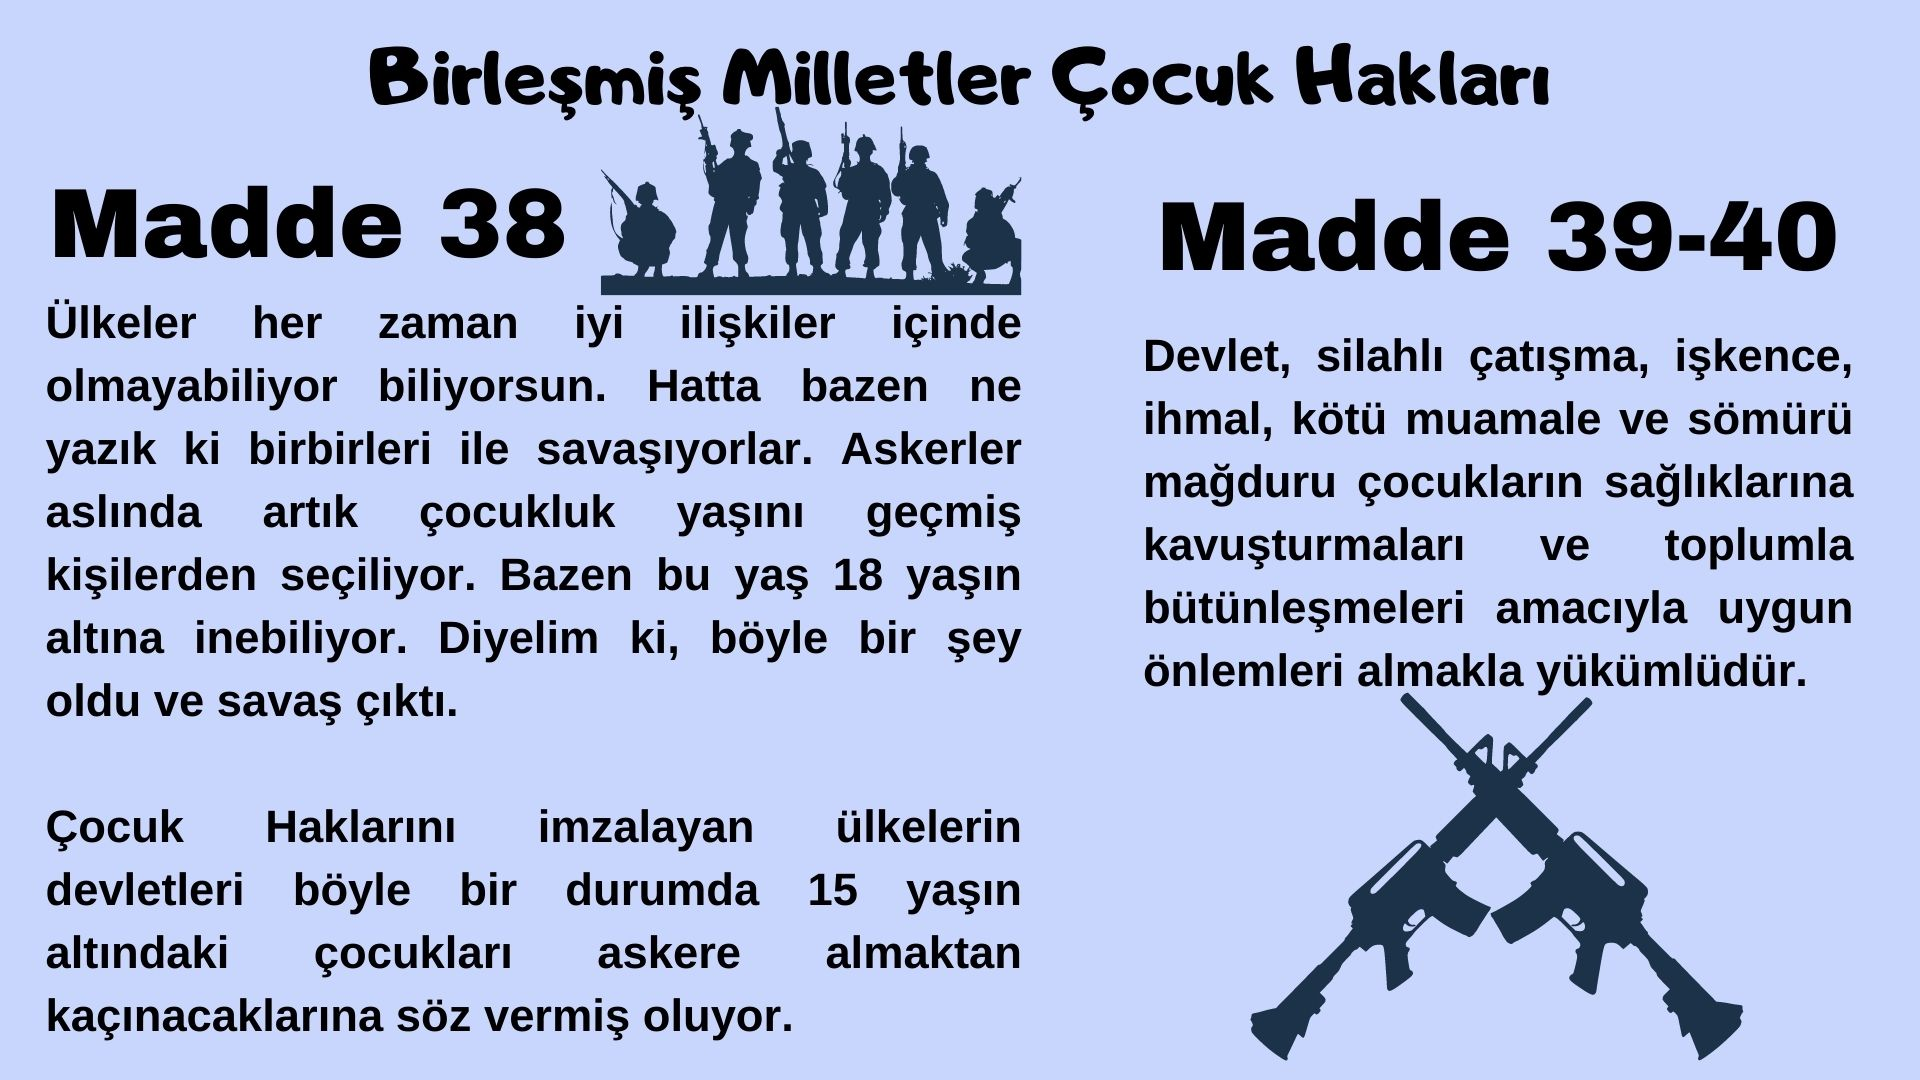 Birleşmiş Milletler Çocuk Hakları
Madde 38
Ülkeler her zaman iyi ilişkiler içinde
olmayabiliyor biliyorsun. Hatta bazen ne
yazık ki birbirleri ile savaşıyorlar. Askerler
aslında artık çocukluk yaşını geçmiş
kişilerden seçiliyor. Bazen bu yaş 18 yaşın
altına inebiliyor. Diyelim ki, böyle bir şey
oldu ve savaş çıktı.
Çocuk Haklarını imzalayan ülkelerin
devletleri böyle bir durumda 15 yaşın
altındaki çocukları askere almaktan
kaçınacaklarına söz vermiş oluyor.
Madde 39-40
Devlet, silahlı çatışma, işkence,
ihmal, kötü muamale ve sömürü
mağduru çocukların sağlıklarına
kavuşturmaları ve toplumla
bütünleşmeleri amacıyla uygun
önlemleri almakla yükümlüdür.